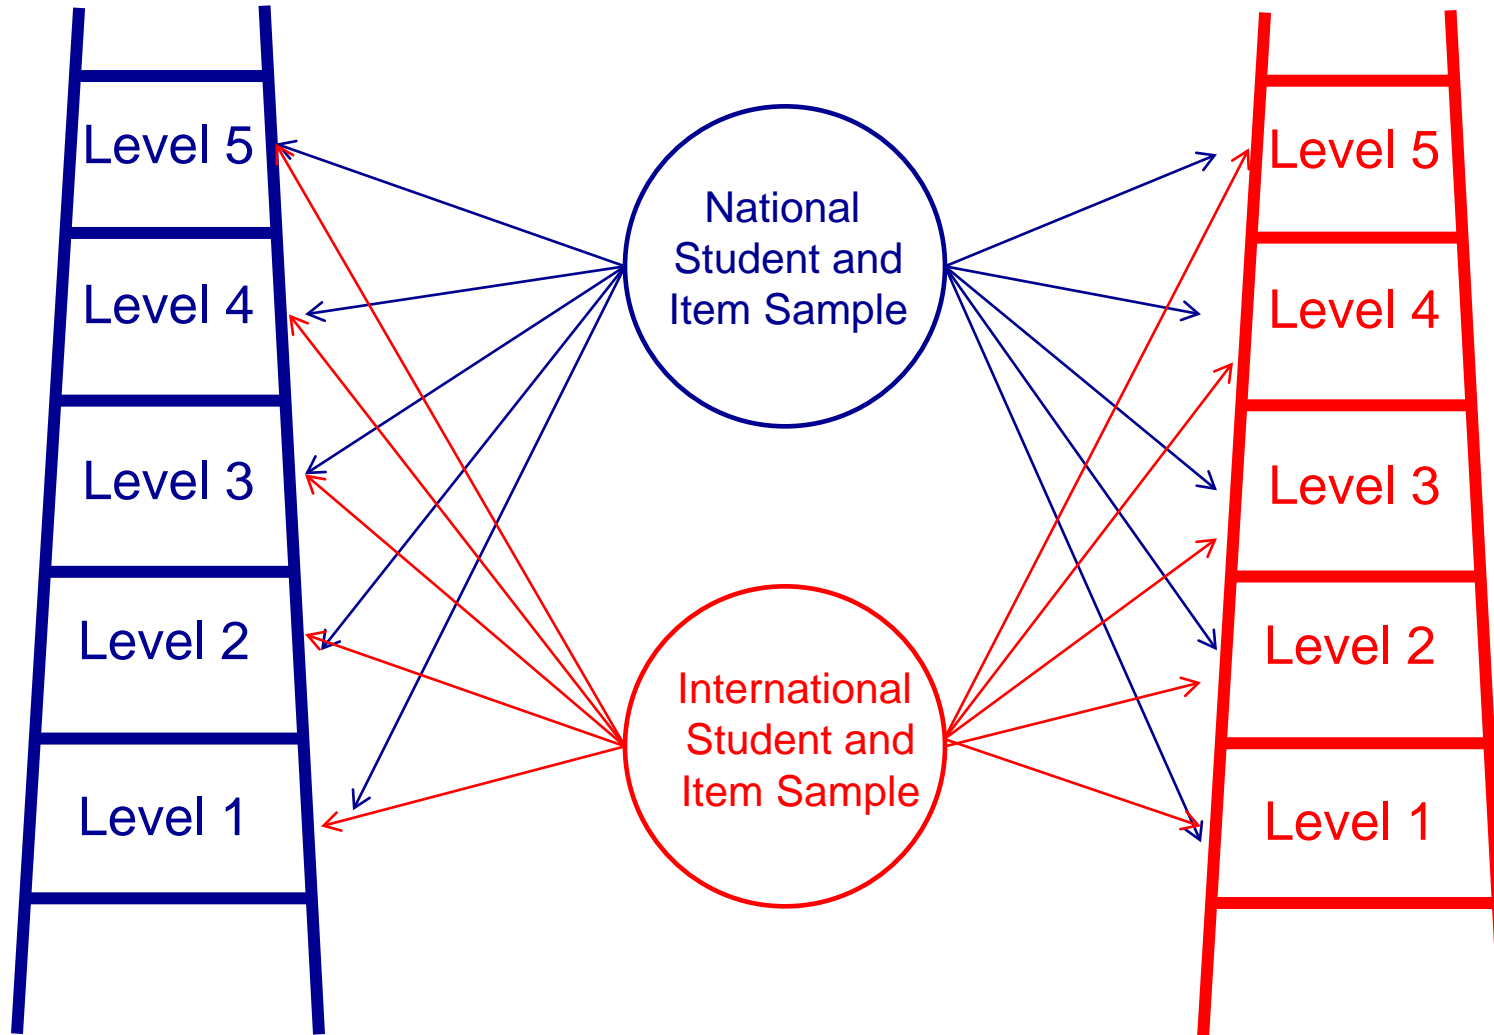 Level 5
Level 4
Level 3
Level 2
Level 1
National
Student and
Item Sample
International
Student and
Item Sample
Level 5
Level 4
Level 3
Level 2
Level 1